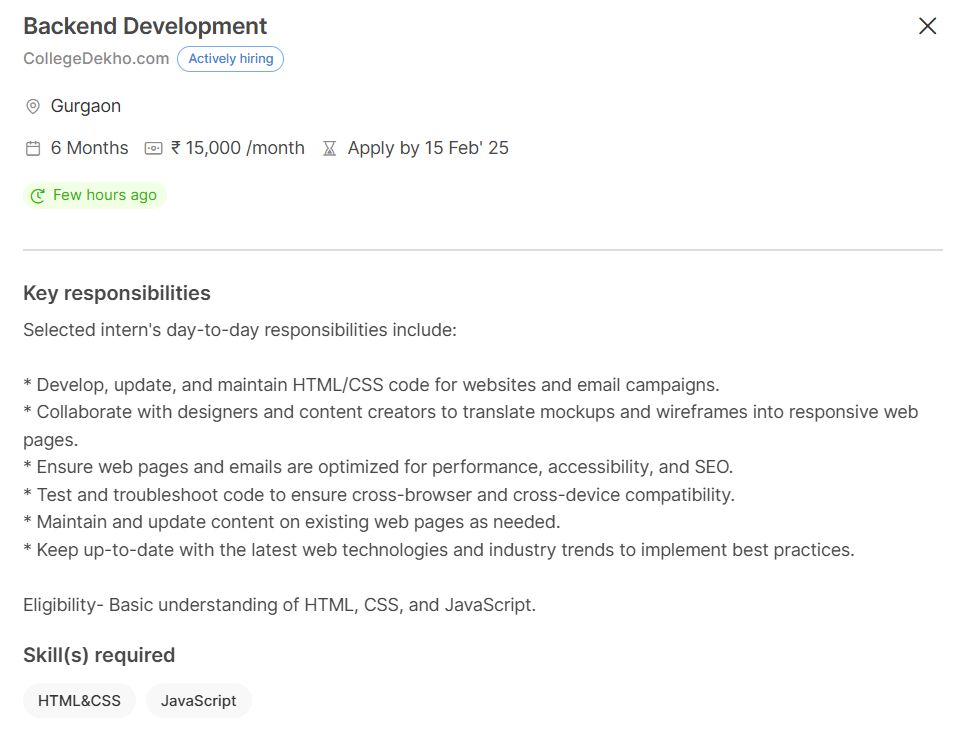 Backend Development
CollegeDekho.com Actively hiring
Gurgaon
6 Months ₹ 15,000 /month Apply by 15 Feb' 25
Few hours ago
Key responsibilities
Selected intern's day-to-day responsibilities include:
* Develop, update, and maintain HTML/CSS code for websites and email campaigns.
* Collaborate with designers and content creators to translate mockups and wireframes into responsive web
pages.
* Ensure web pages and emails are optimized for performance, accessibility, and SEO.
* Test and troubleshoot code to ensure cross-browser and cross-device compatibility.
* Maintain and update content on existing web pages as needed.
* Keep up-to-date with the latest web technologies and industry trends to implement best practices.
Eligibility- Basic understanding of HTML, CSS, and JavaScript.
Skill(s) required
HTML&CSS JavaScript